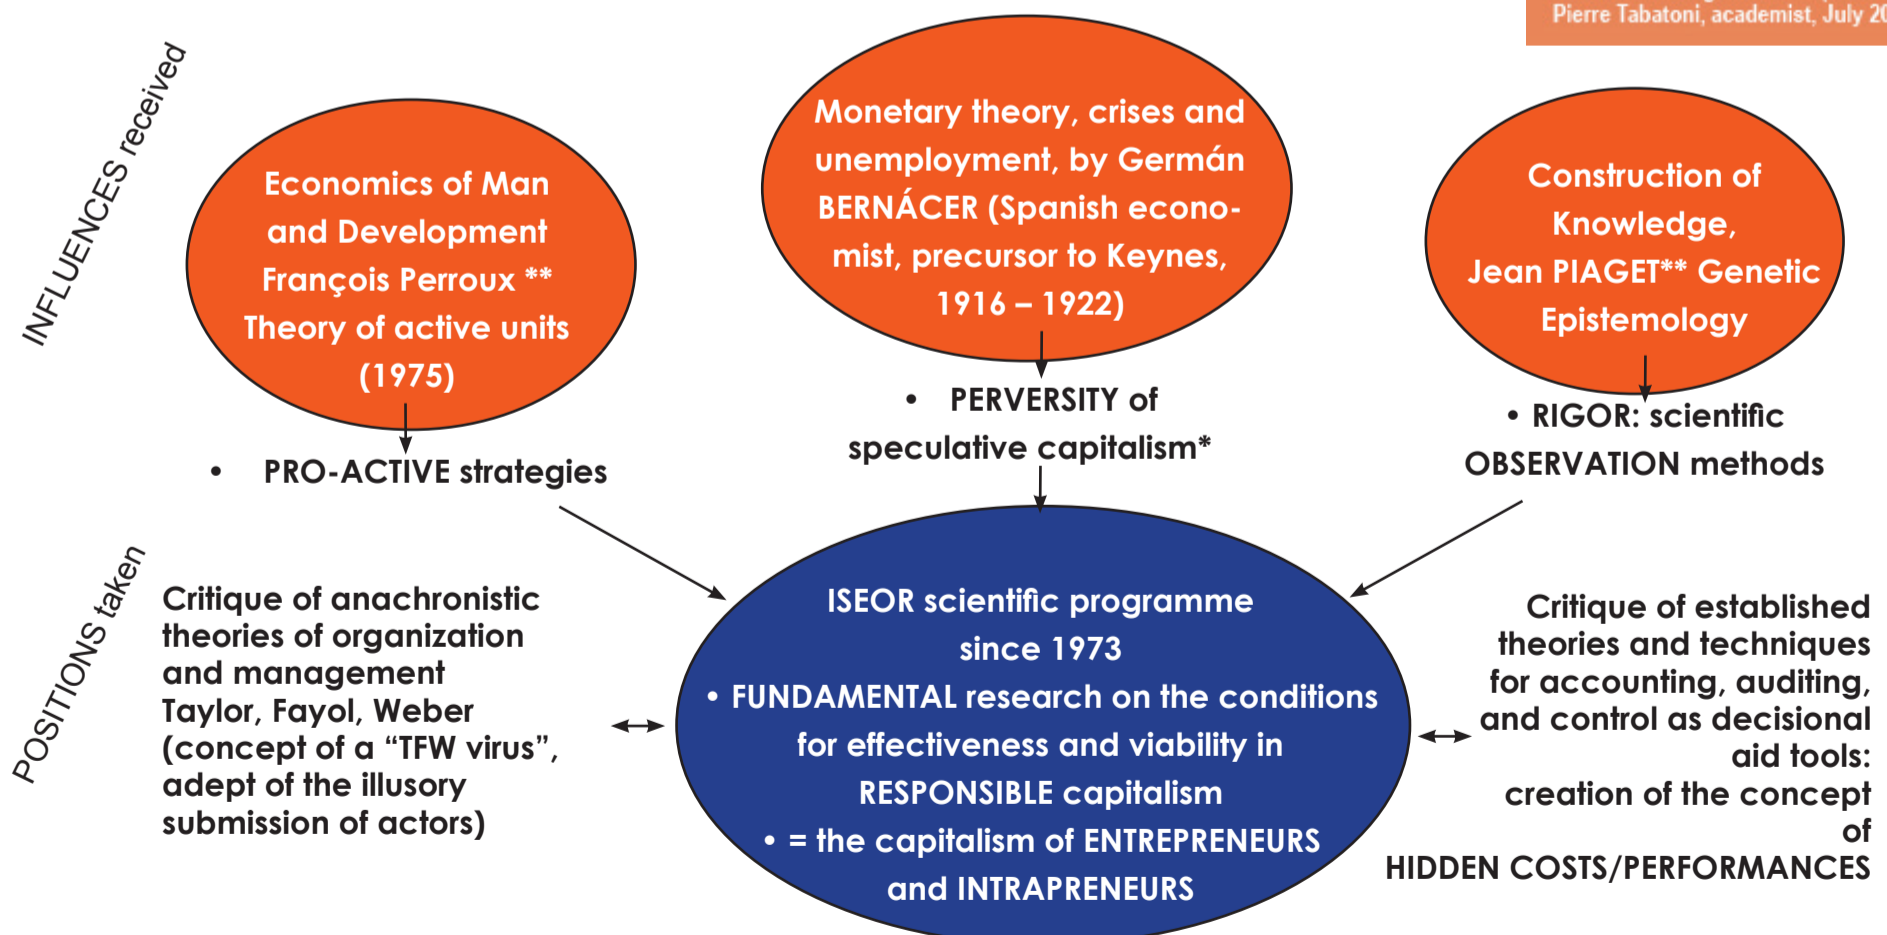 Pierre Tabatoni, academist, July 20
INFLUENCES received
Economics of Man
and Development
François Perroux **
Theory of active units
(1975)
Monetary theory, crises and
unemployment, by Germán
BERNÁCER (Spanish econo-
mist, precursor to Keynes,
1916 – 1922)
Construction of
Knowledge,
Jean PIAGET** Genetic
Epistemology
• PRO-ACTIVE strategies
• PERVERSITY of
speculative capitalism*
• RIGOR: scientific
OBSERVATION methods
POSITIONS taken
Critique of anachronistic
theories of organization
and management
Taylor, Fayol, Weber
(concept of a “TFW virus”,
adept of the illusory
submission of actors)
ISEOR scientific programme
since 1973
• FUNDAMENTAL research on the conditions
for effectiveness and viability in
RESPONSIBLE capitalism
• = the capitalism of ENTREPRENEURS
and INTRAPRENEURS
Critique of established
theories and techniques
for accounting, auditing,
and control as decisional
aid tools:
creation of the concept
of
HIDDEN COSTS/PERFORMANCES